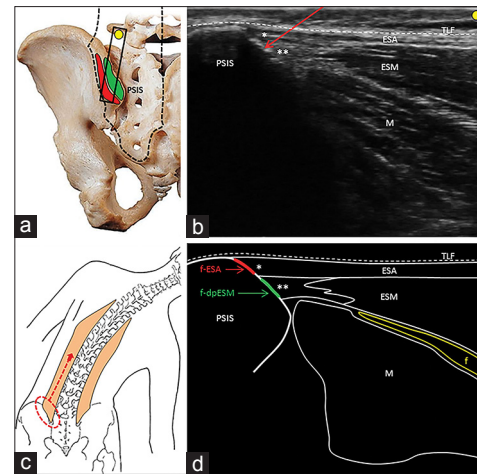 PSIS
a
TLF
*
ESA
**
PSIS
ESM
M
b
c
TLF
f-ESA
*
ESA
f-dpESM
**
ESM
PSIS
f
M
d